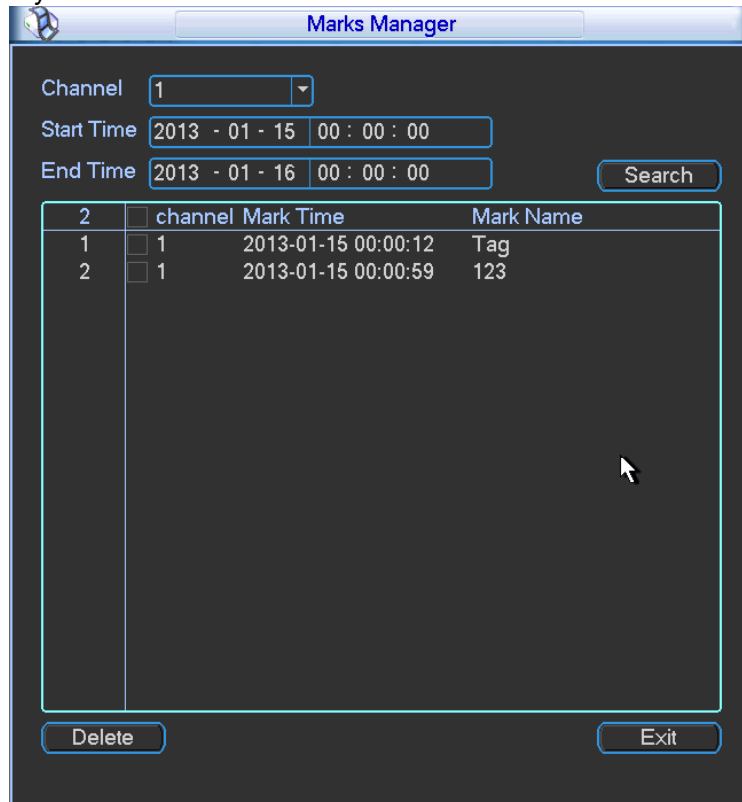 Marks Manager
Channel 1
Start Time 2013 - 01 - 15 00 : 00 : 00
End Time 2013 - 01 - 16 00 : 00 : 00
Search
2 channel Mark Time Mark Name
1 1 2013-01-15 00:00:12 Tag
2 1 2013-01-15 00:00:59 123
Delete Exit